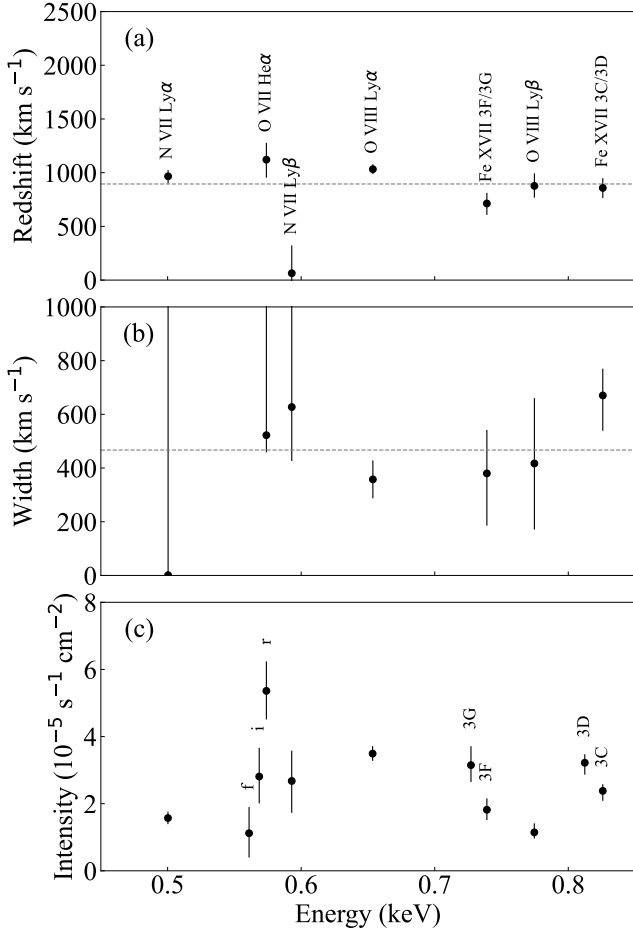 (a)
2500
2000
1500
1000
500
0
Redshift (km s⁻¹)
N VII Lyα
O VII Heα
N VII Lyβ
O VIII Lyα
Fe XVII 3F/3G
O VIII Lyβ
Fe XVII 3C/3D
(b)
1000
800
600
400
200
0
Width (km s⁻¹)
(c)
8
6
4
2
0
Intensity (10⁻⁵ s⁻¹ cm⁻²)
f
i
r
3G
3F
3D
3C
0.5 0.6 0.7 0.8
Energy (keV)